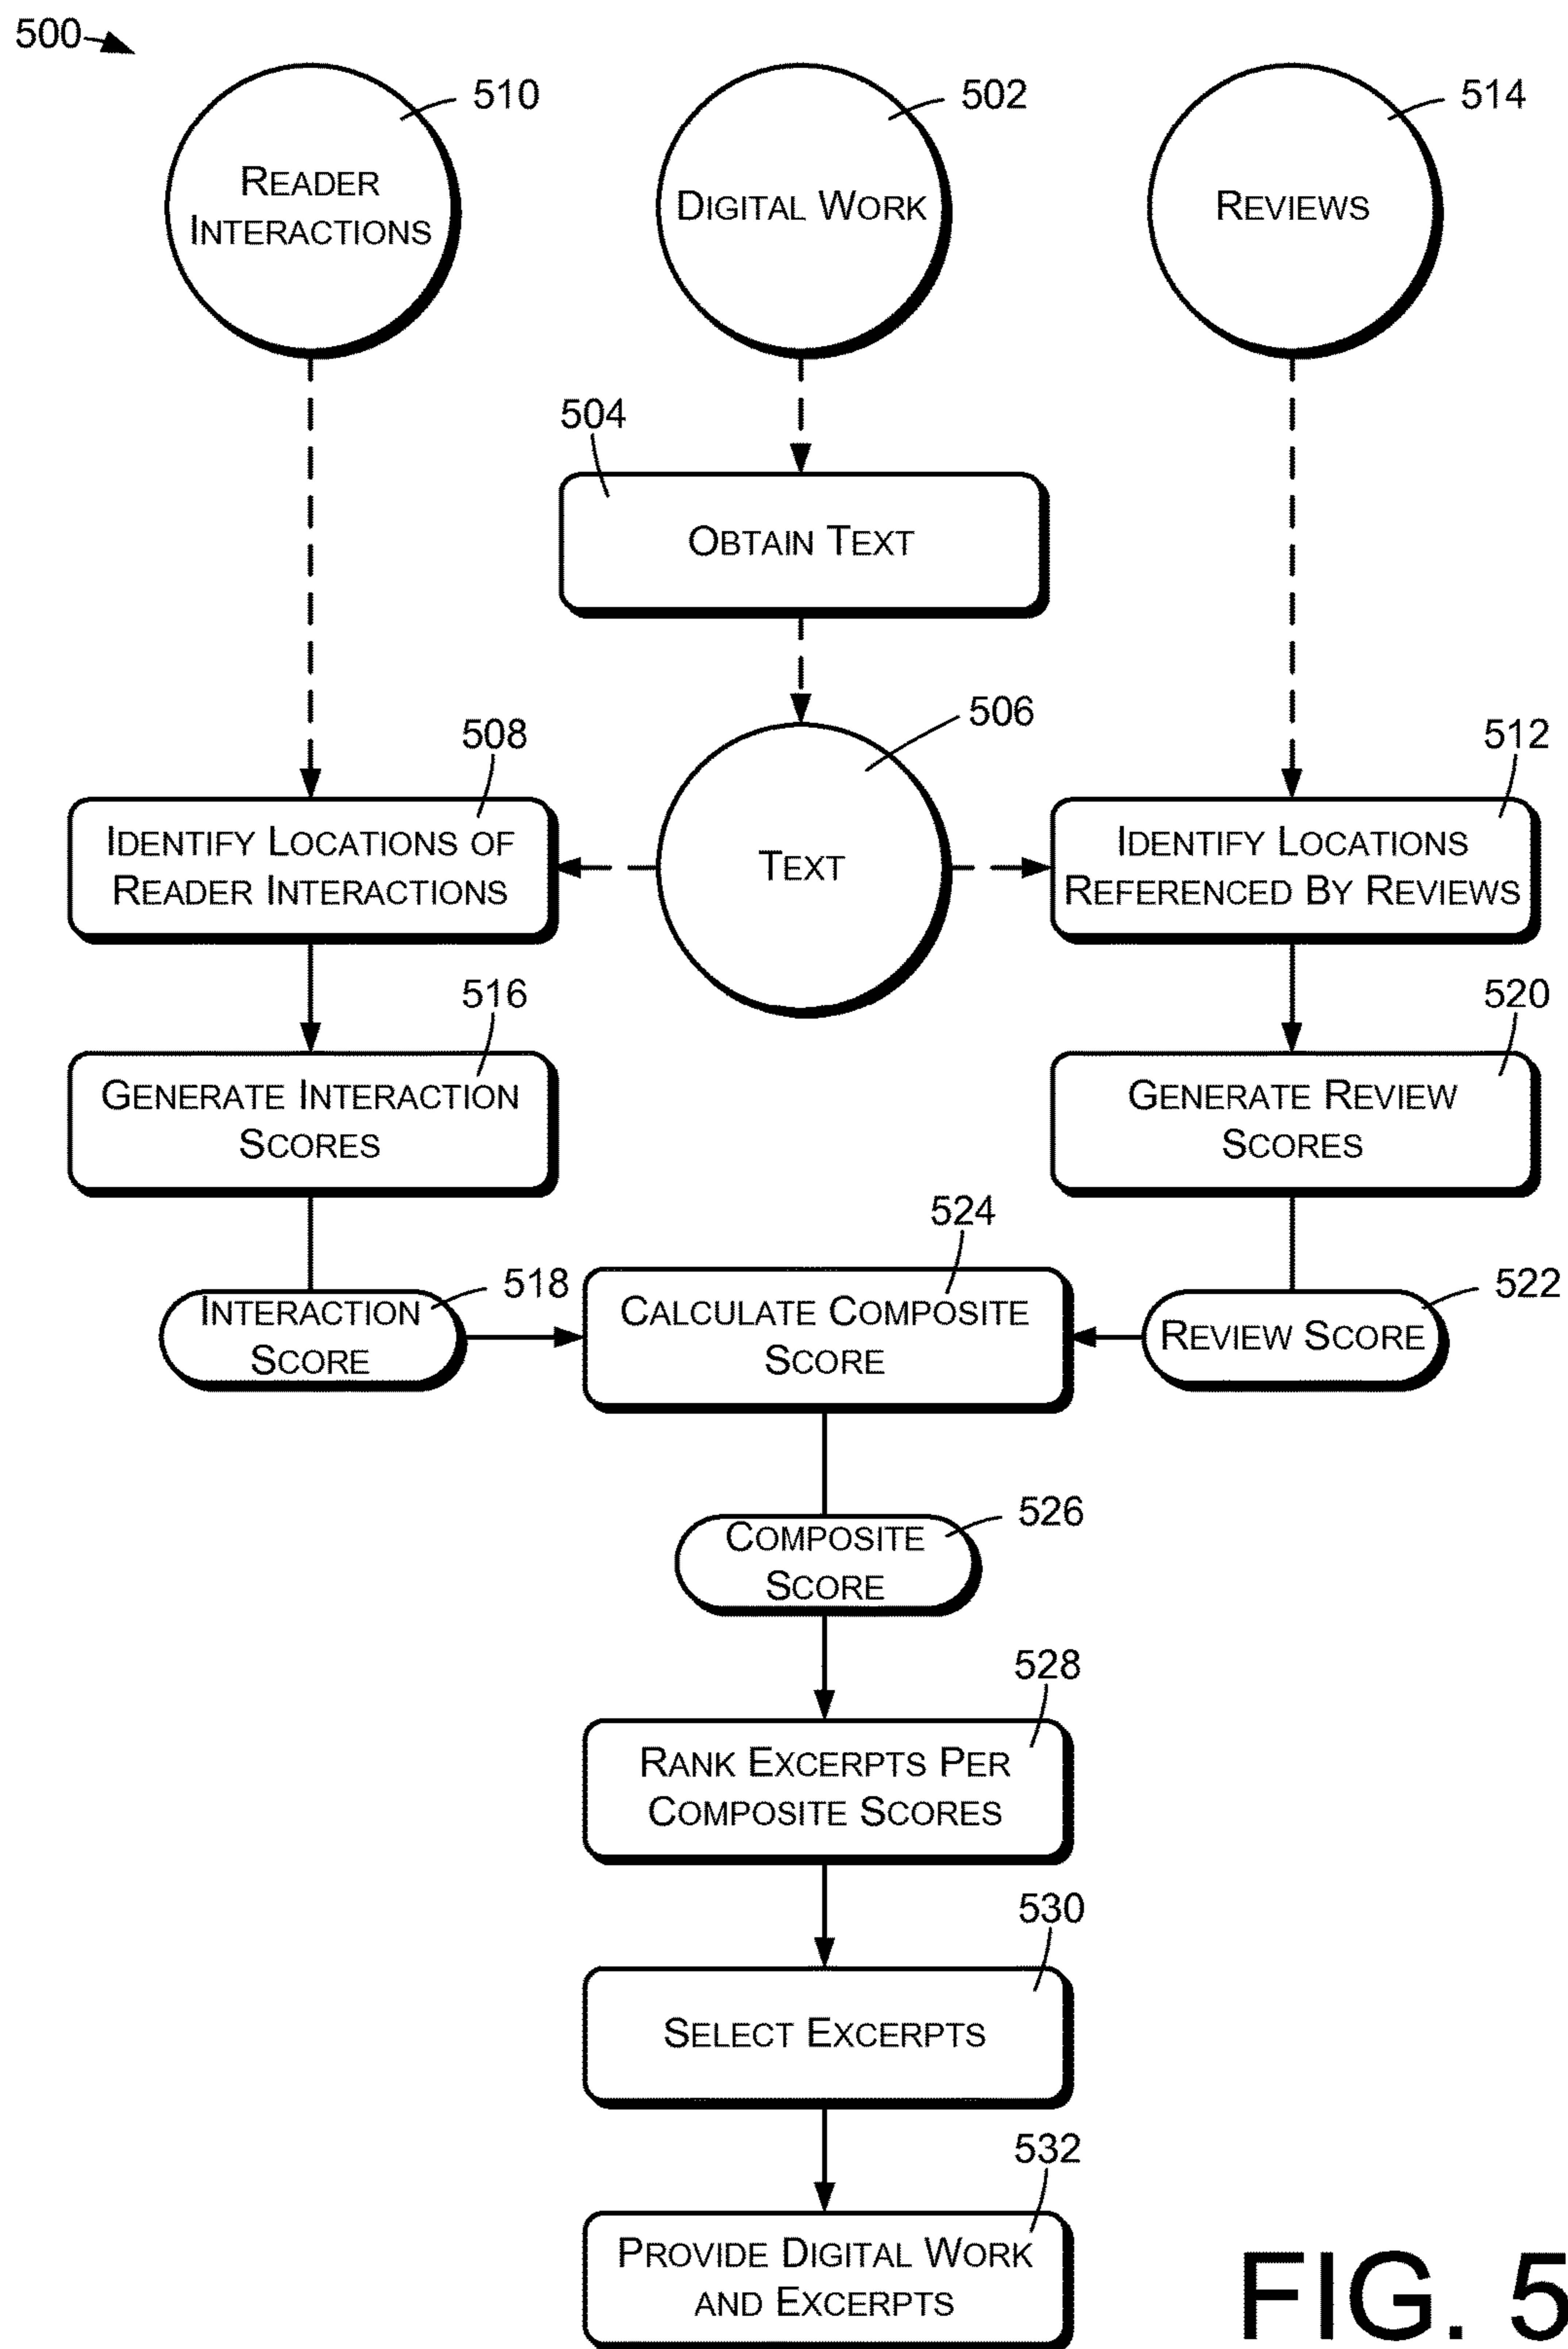 500
510
502
514
READER
INTERACTIONS
DIGITAL WORK
REVIEWS
504
OBTAIN TEXT
506
508
512
IDENTIFY LOCATIONS OF
READER INTERACTIONS
TEXT
IDENTIFY LOCATIONS
REFERENCED BY REVIEWS
516
520
GENERATE INTERACTION
SCORES
GENERATE REVIEW
SCORES
524
518
522
INTERACTION
SCORE
CALCULATE COMPOSITE
SCORE
REVIEW SCORE
526
COMPOSITE
SCORE
528
RANK EXCERPTS PER
COMPOSITE SCORES
530
SELECT EXCERPTS
532
PROVIDE DIGITAL WORK
AND EXCERPTS
FIG. 5